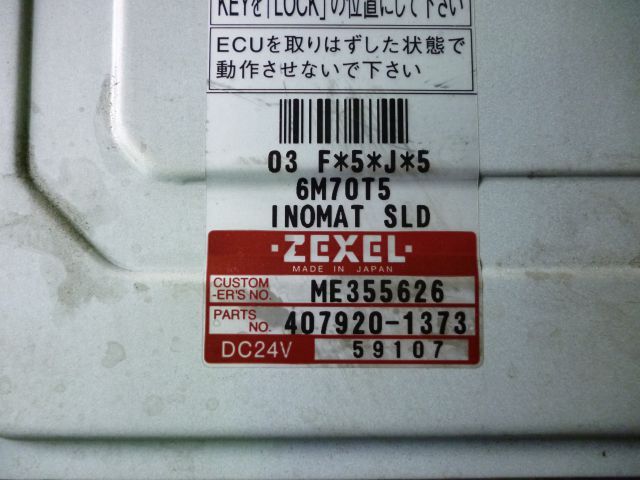 KEYを「LOCK」の位置にして下さい
ECUを取りはずした状態で
動作させないで下さい
03 F*5*J*5
6M70T5
INOMAT SLD
·ZEXEL·
MADE IN JAPAN
CUSTOM
-ER'S NO. ME355626
PARTS
NO. 407920-1373
DC24V 59107